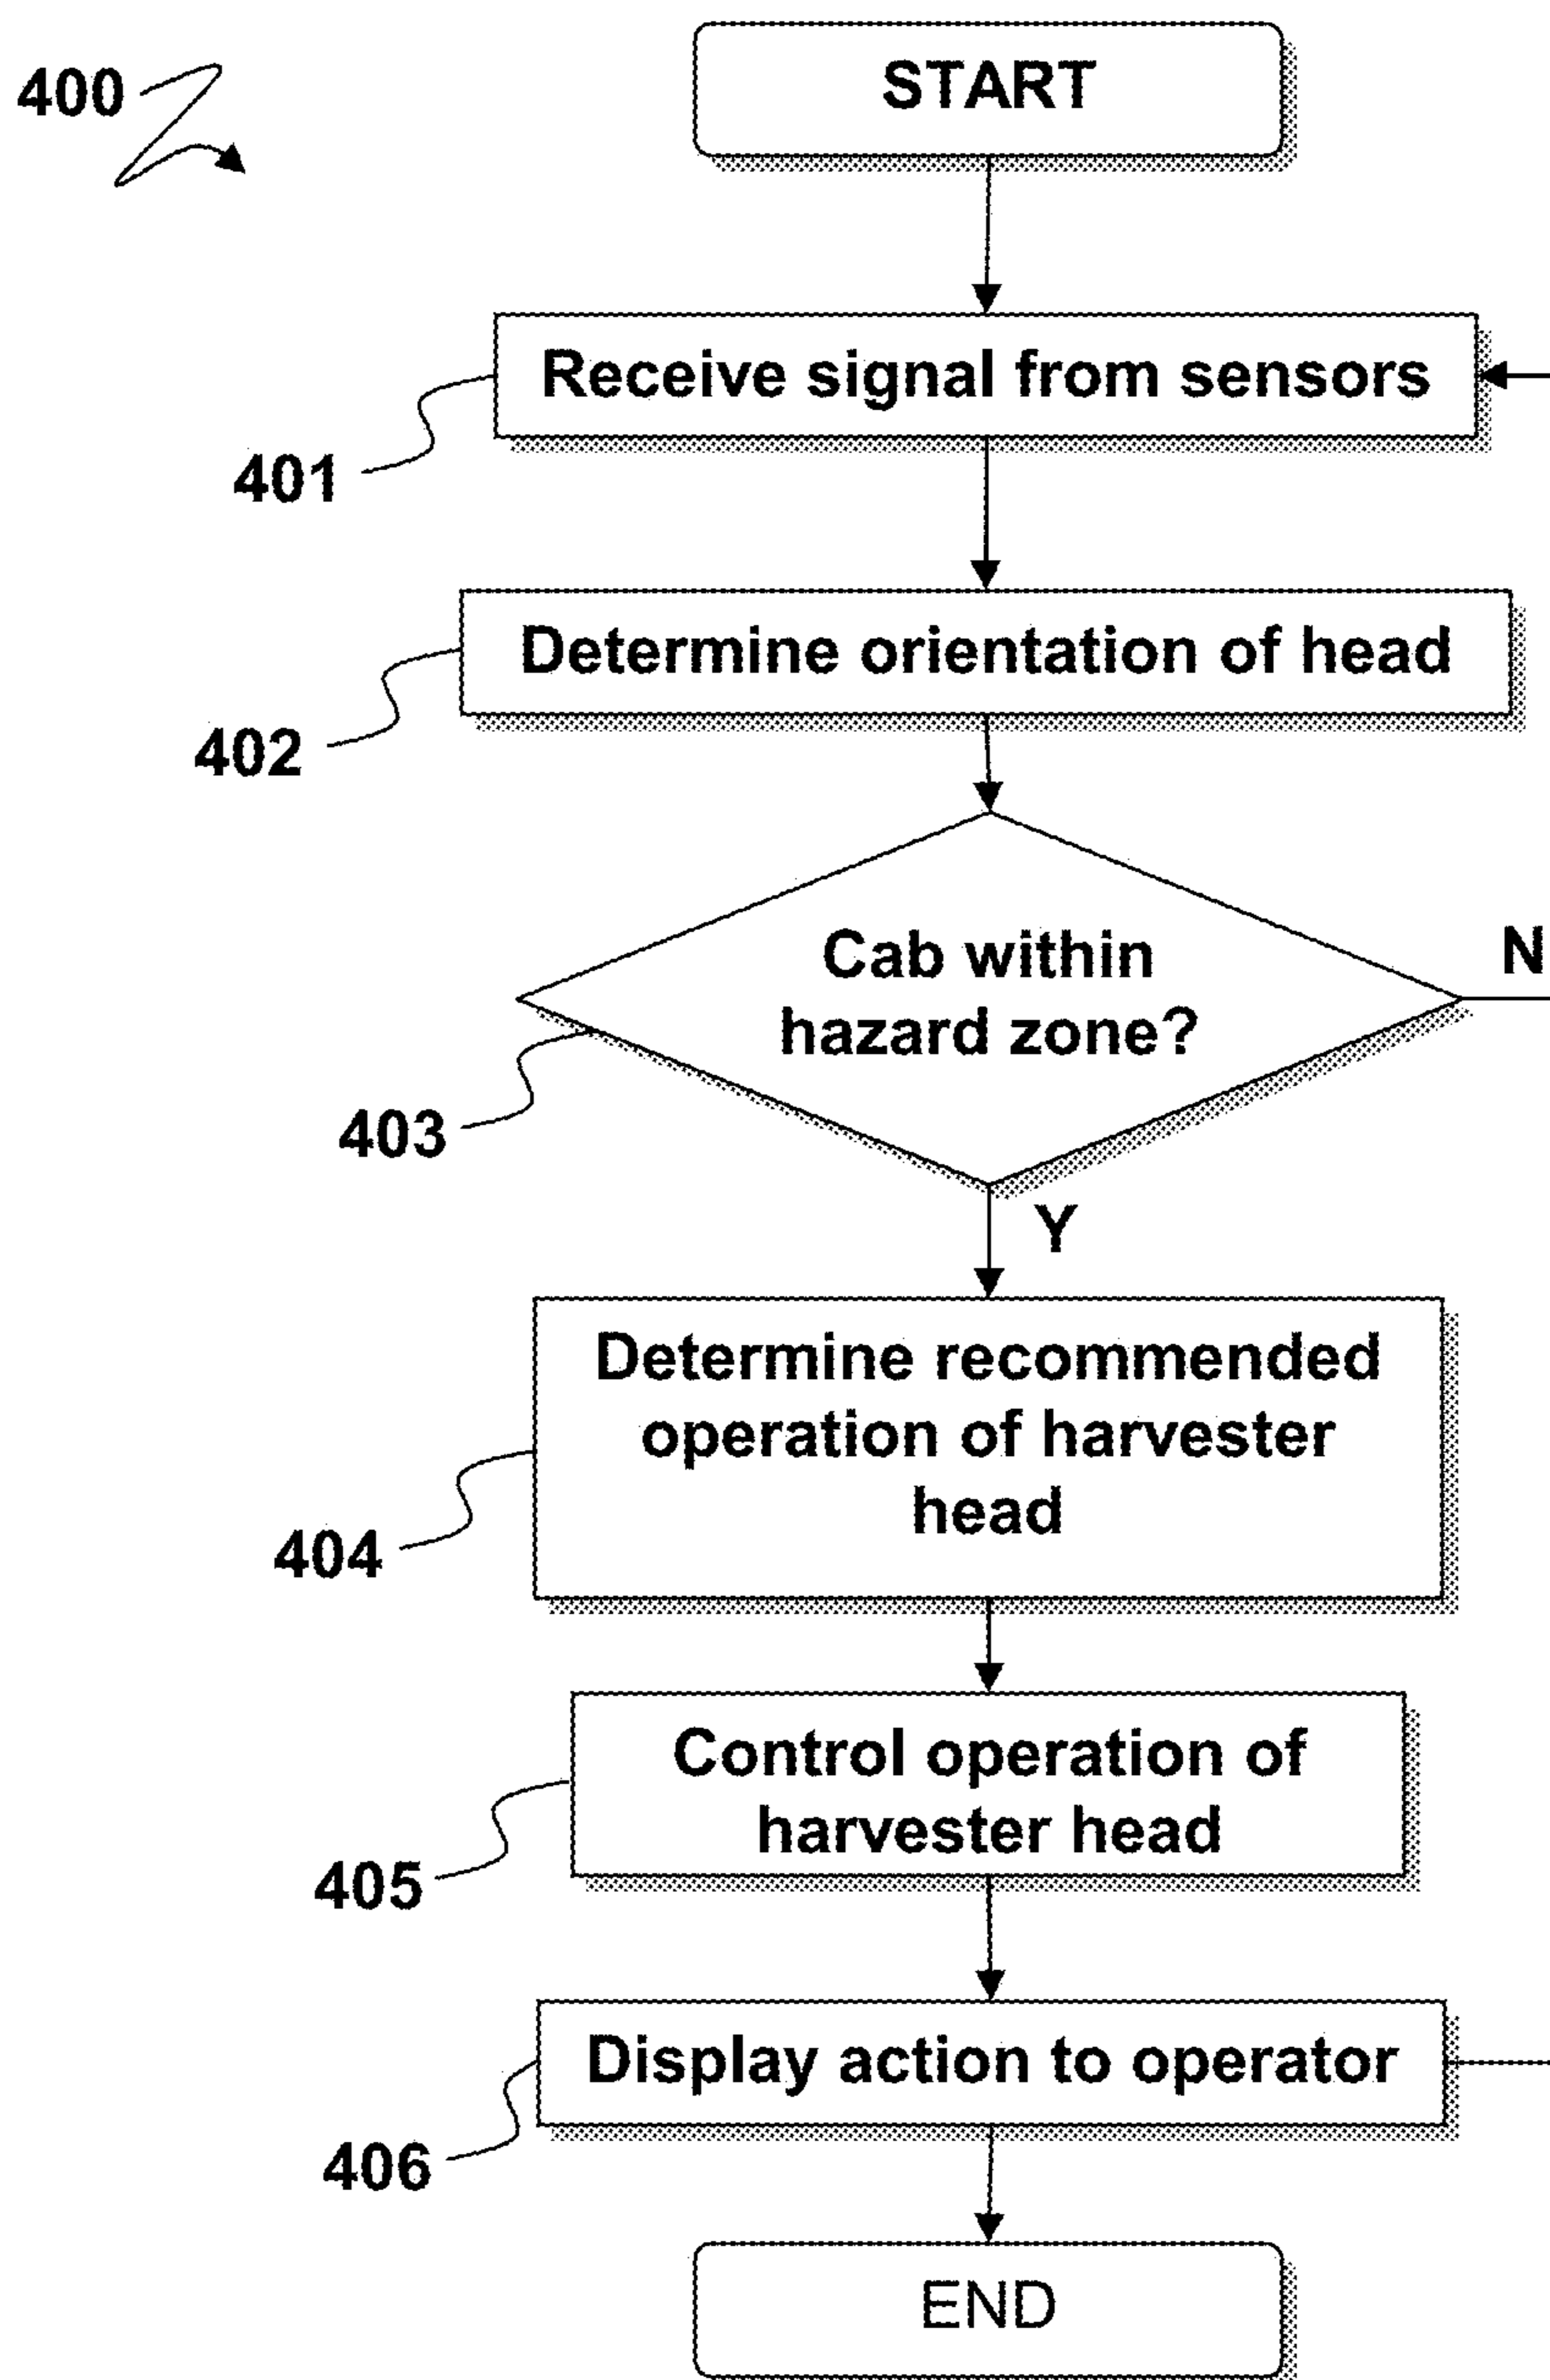 400
START
Receive signal from sensors
401
Determine orientation of head
402
Cab within
hazard zone?
N
403
Y
Determine recommended
operation of harvester
head
404
Control operation of
harvester head
405
Display action to operator
406
END